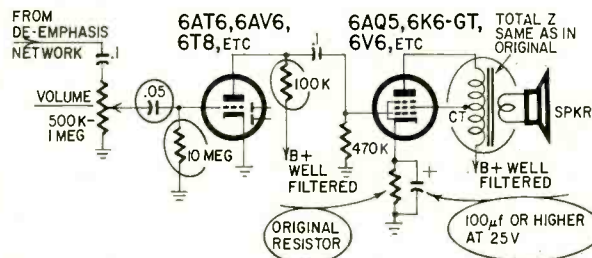 FROM
DE-EMPHASIS
NETWORK
.1
VOLUME
500K-
1 MEG
.05
10 MEG
6AT6, 6AV6,
6T8, ETC
100K
B+
WELL
FILTERED
.1
470K
ORIGINAL
RESISTOR
6AQ5, 6K6-GT,
6V6, ETC
+
100µf OR HIGHER
AT 25V
TOTAL Z
SAME AS IN
ORIGINAL
CT
SPKR
B+ WELL
FILTERED